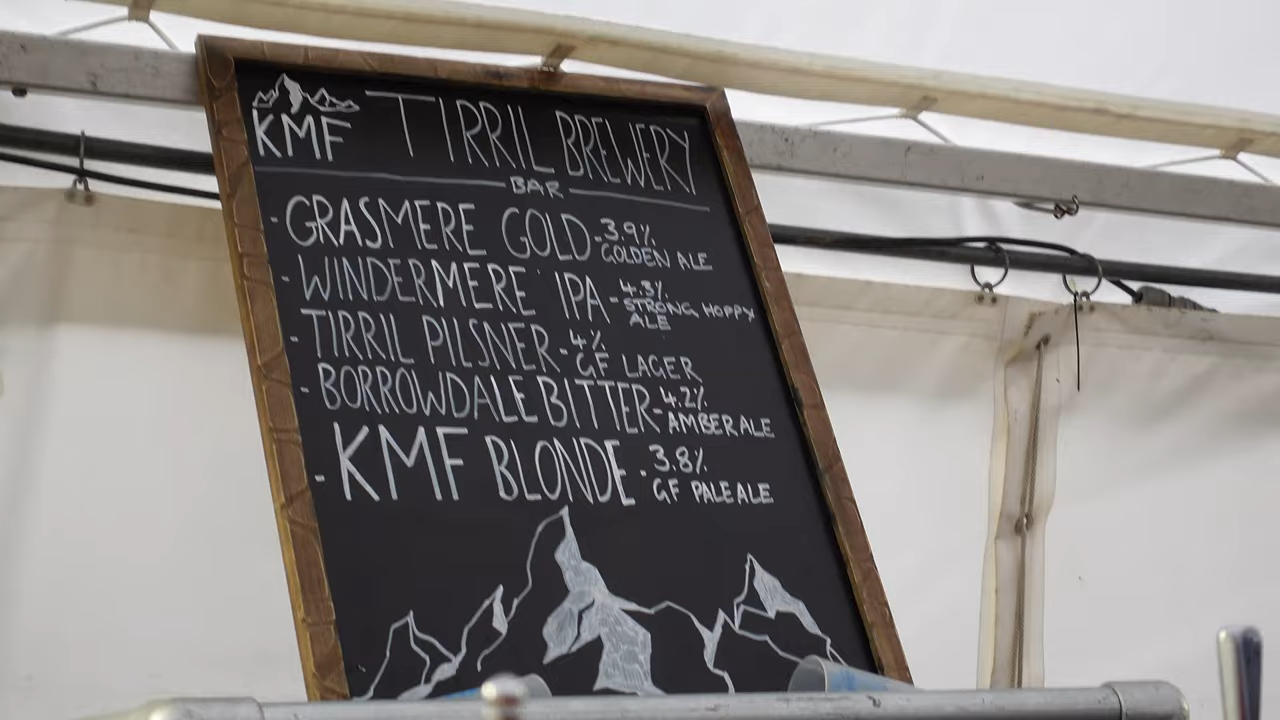 KMF TIRRIL BREWERY
BAR
- GRASMERE GOLD - 3.9%
GOLDEN ALE
- WINDERMERE IPA - 4.3%
STRONG HOPPY
ALE
- TIRRIL PILSNER - 4%
GF LAGER
- BORROWDALE BITTER - 4.2%
AMBER ALE
- KMF BLONDE - 3.8%
GF PALE ALE